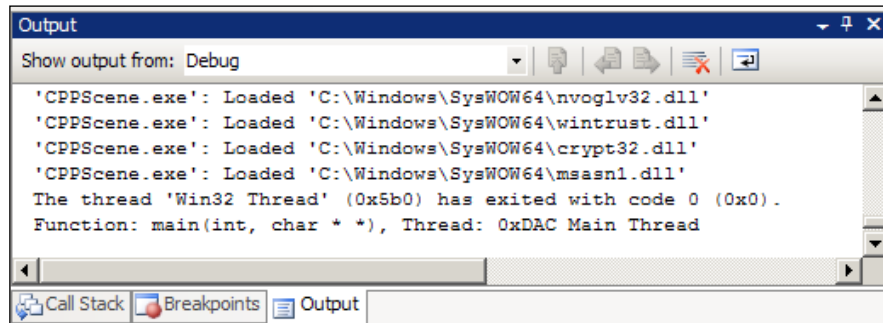 Output
Show output from: Debug
'CPPScene.exe': Loaded 'C:\Windows\SysWOW64\nvoglv32.dll'
'CPPScene.exe': Loaded 'C:\Windows\SysWOW64\wintrust.dll'
'CPPScene.exe': Loaded 'C:\Windows\SysWOW64\crypt32.dll'
'CPPScene.exe': Loaded 'C:\Windows\SysWOW64\msasn1.dll'
The thread 'Win32 Thread' (0x5b0) has exited with code 0 (0x0).
Function: main(int, char * *), Thread: 0xDAC Main Thread
Call Stack Breakpoints Output